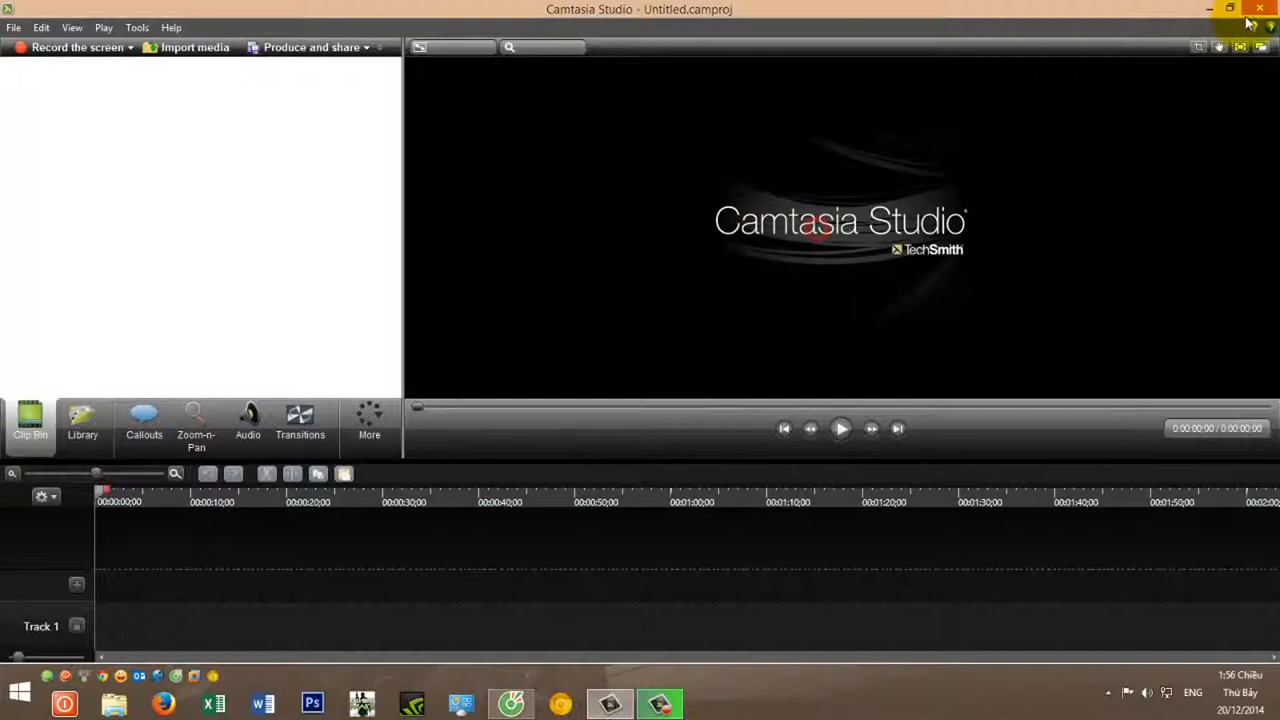 Camtasia Studio - Untitled.camproj
File Edit View Play Tools Help
Record the screen Import media Produce and share
Camtasia Studio
TechSmith
Clip Bin Library Callouts Zoom-n-Pan Audio Transitions More
0:00:00;00 / 0:00:00;00
00:00:00;00 00:00:10;00 00:00:20;00 00:00:30;00 00:00:40;00 00:00:50;00 00:01:00;00 00:01:10;00 00:01:20;00 00:01:30;00 00:01:40;00 00:01:50;00 00:02:00
Track 1
1:56 Chiều
ENG Thứ Bảy
20/12/2014